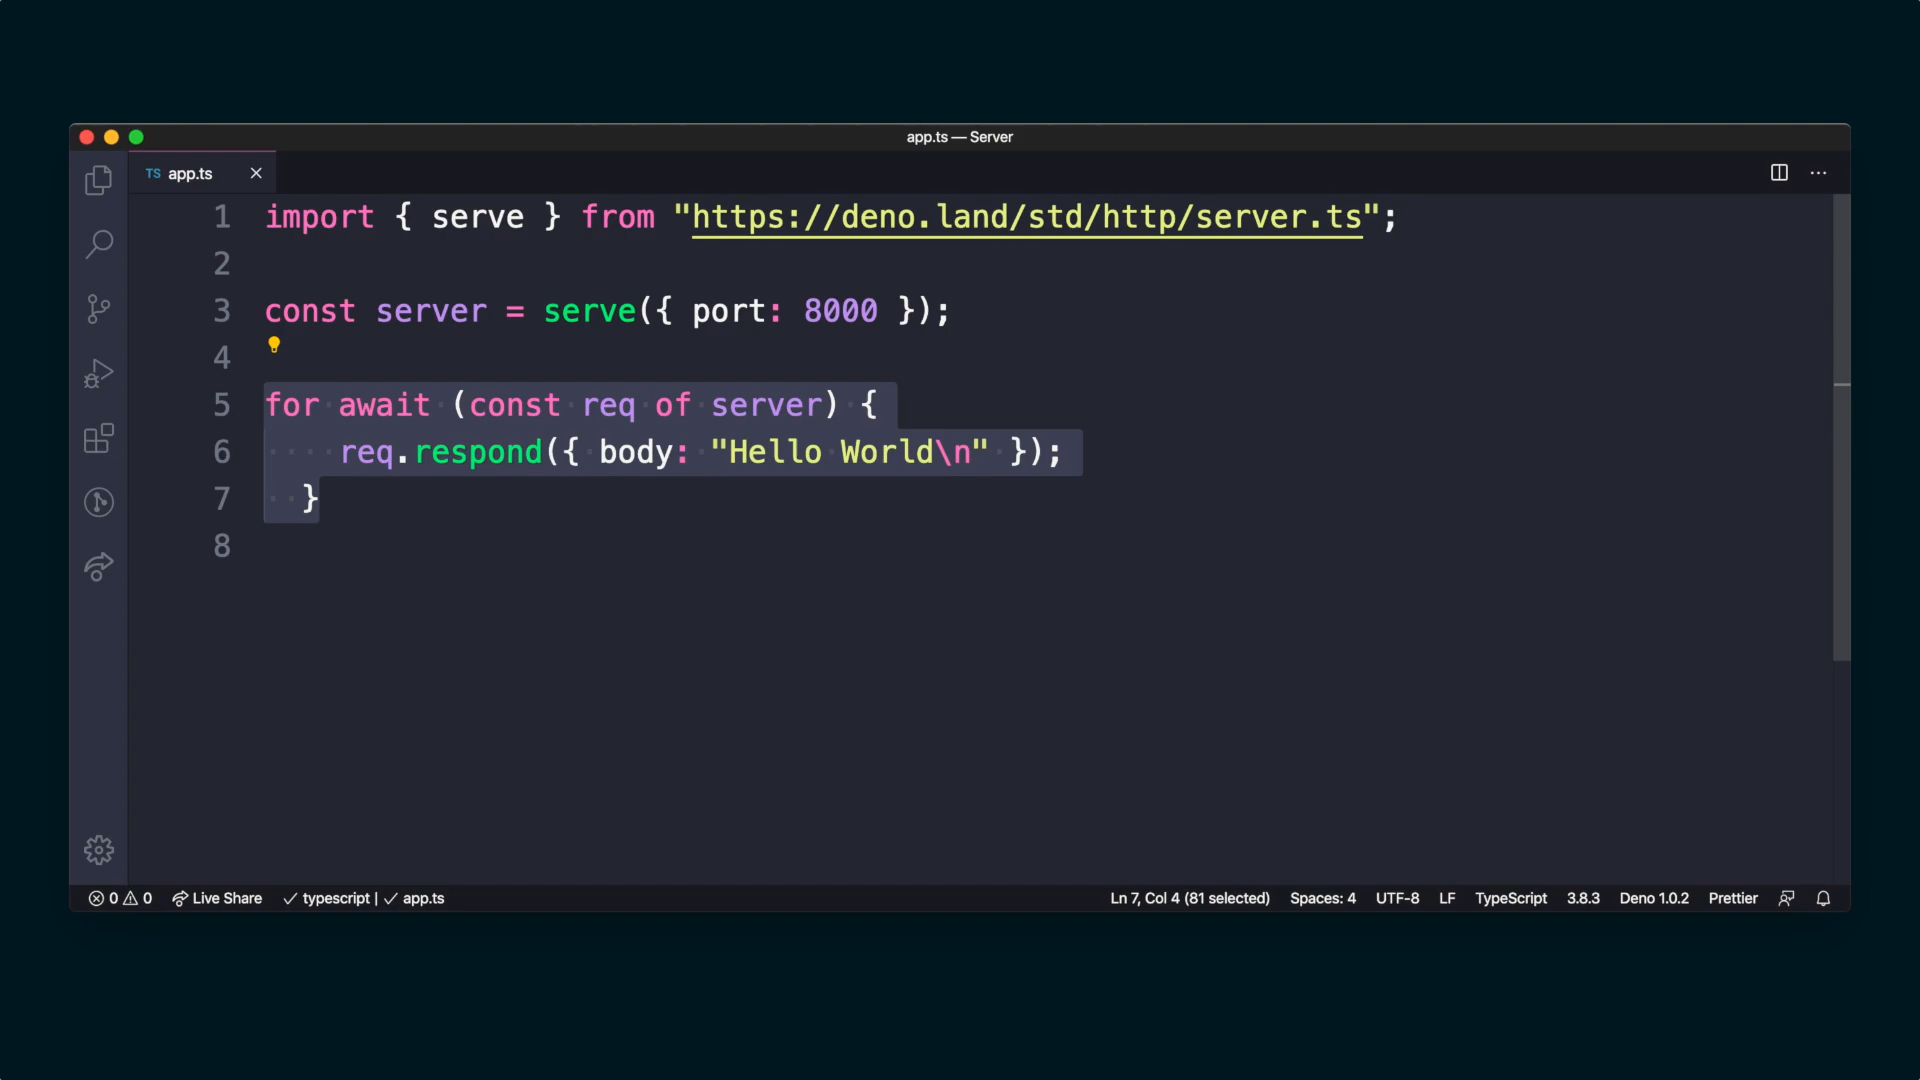 app.ts — Server
TS app.ts
1 import { serve } from "https://deno.land/std/http/server.ts";
2
3 const server = serve({ port: 8000 });
4
5 for await (const req of server) {
6     req.respond({ body: "Hello World\n" });
7   }
8
0 0 Live Share typescript | app.ts Ln 7, Col 4 (81 selected) Spaces: 4 UTF-8 LF TypeScript 3.8.3 Deno 1.0.2 Prettier